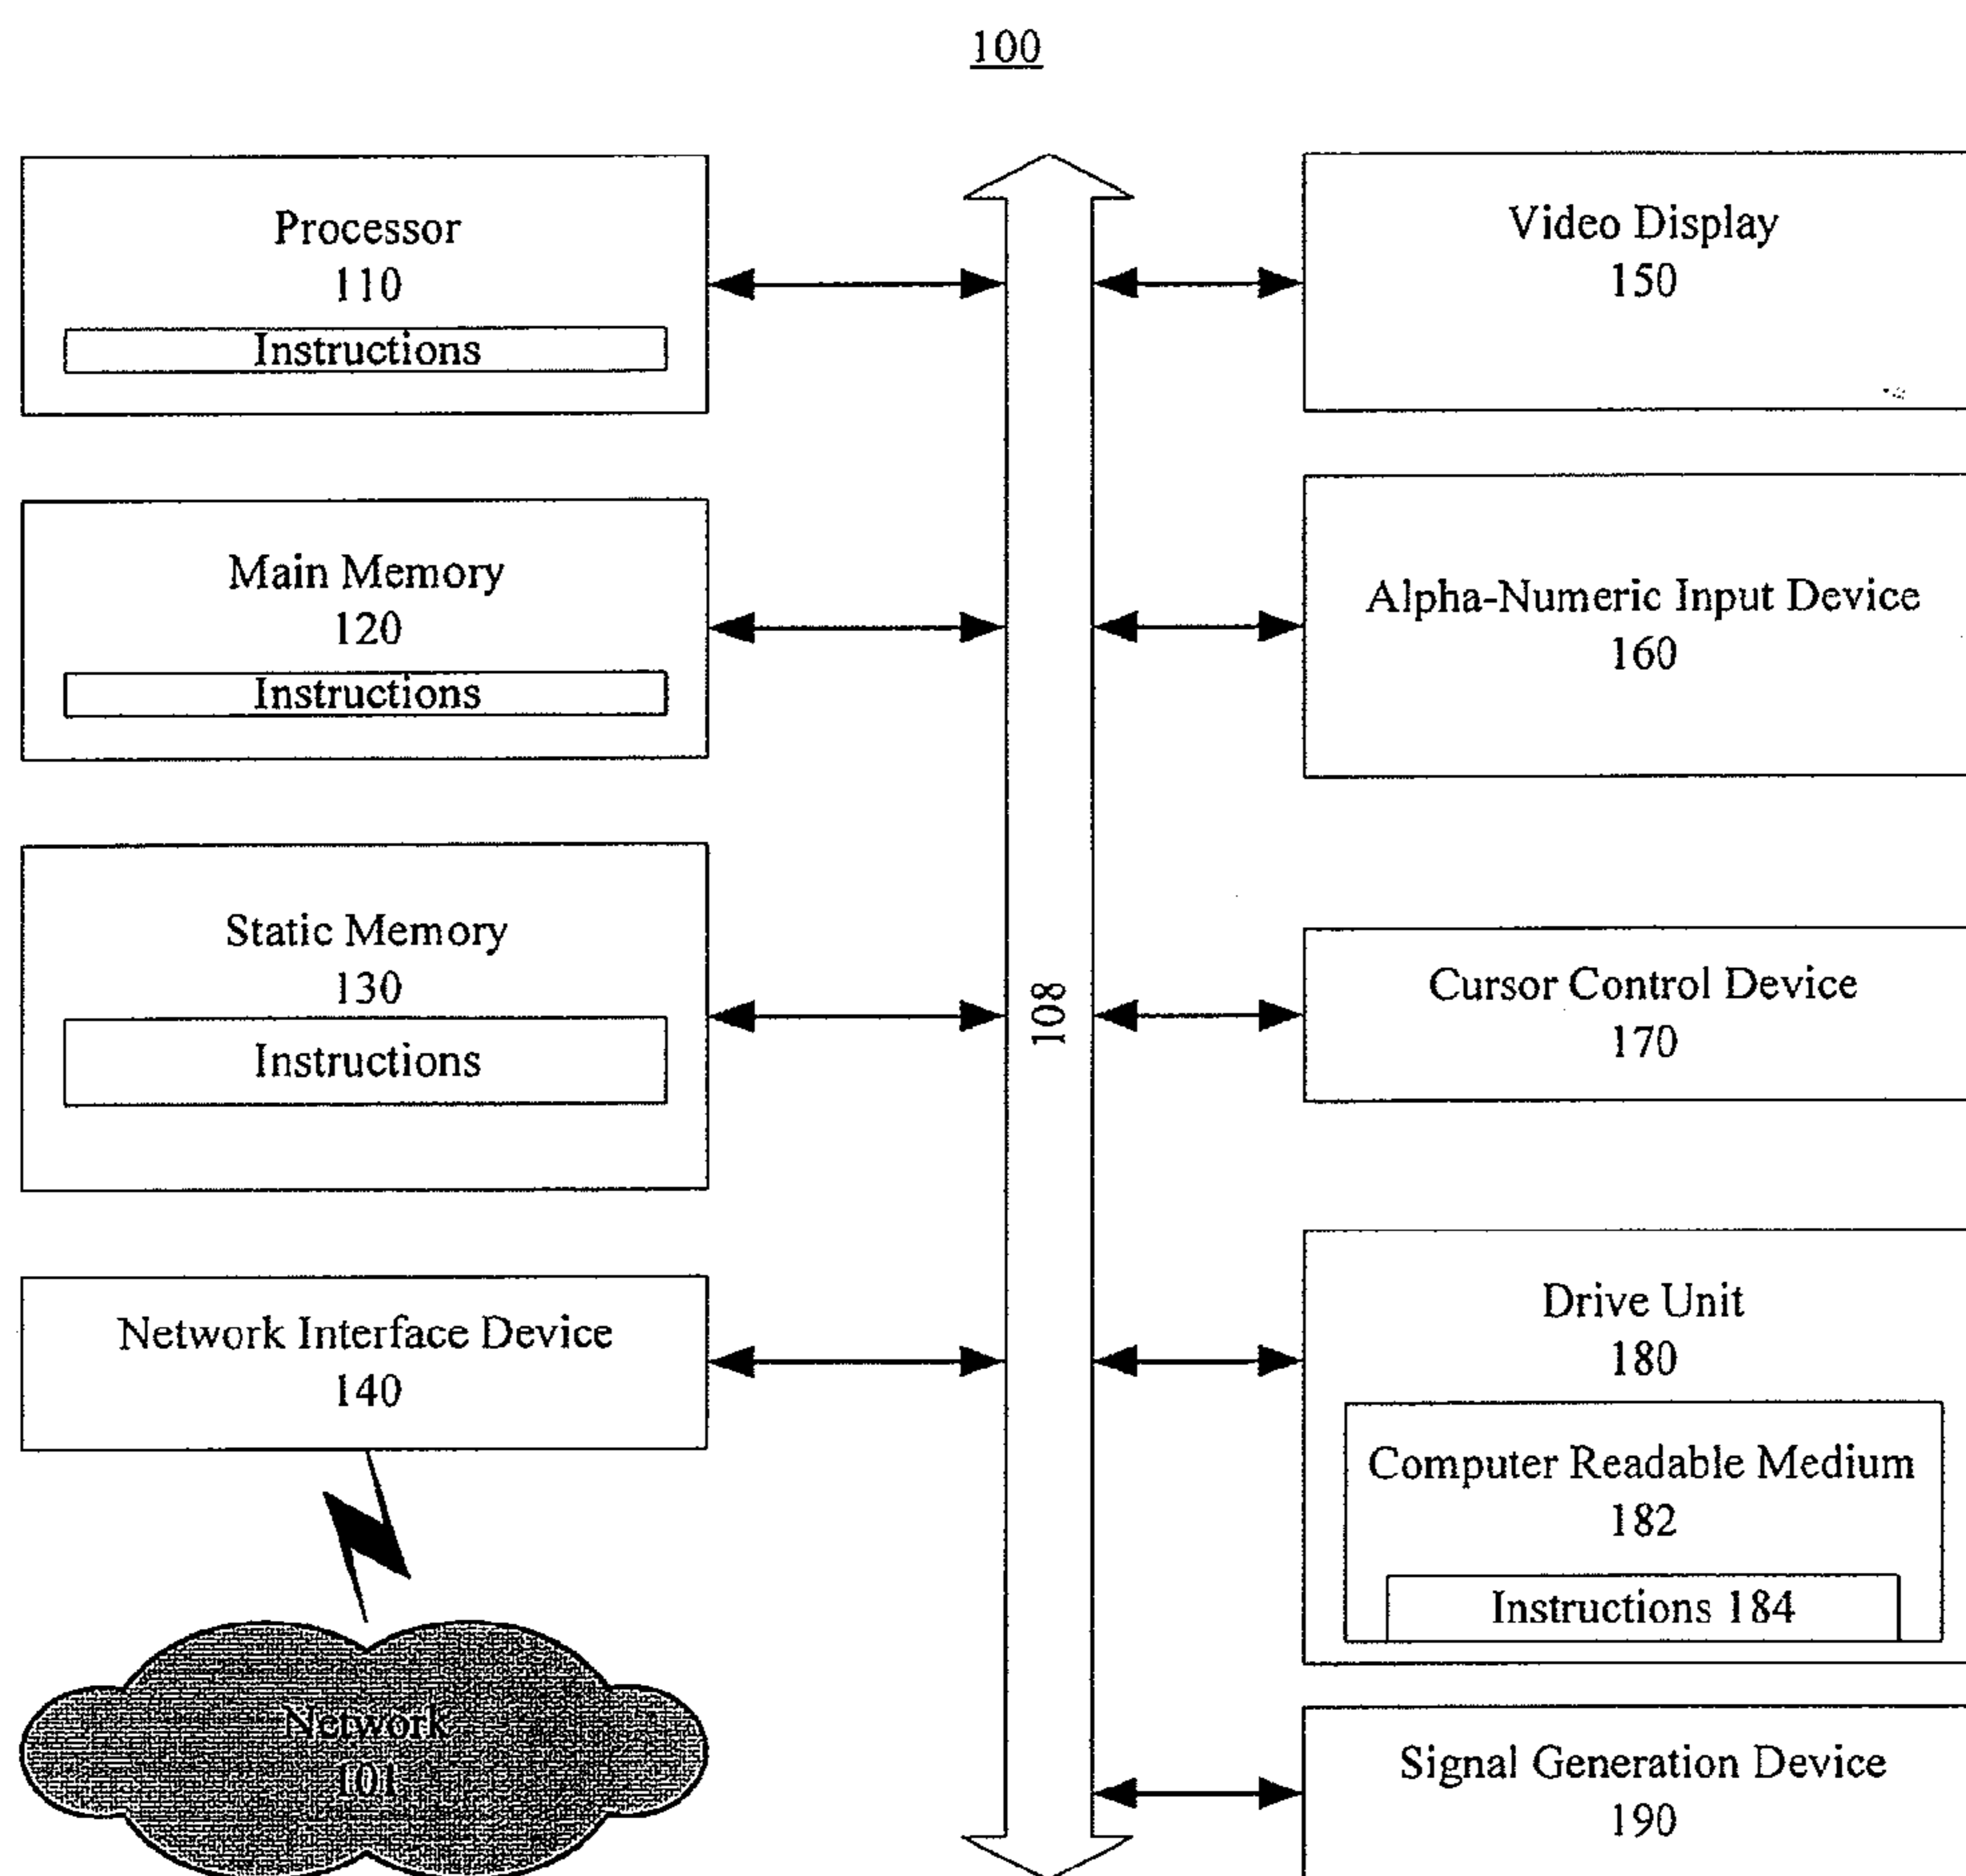 100
Processor
110
Instructions
Main Memory
120
Instructions
Static Memory
130
Instructions
Network Interface Device
140
Network
101
108
Video Display
150
Alpha-Numeric Input Device
160
Cursor Control Device
170
Drive Unit
180
Computer Readable Medium
182
Instructions 184
Signal Generation Device
190